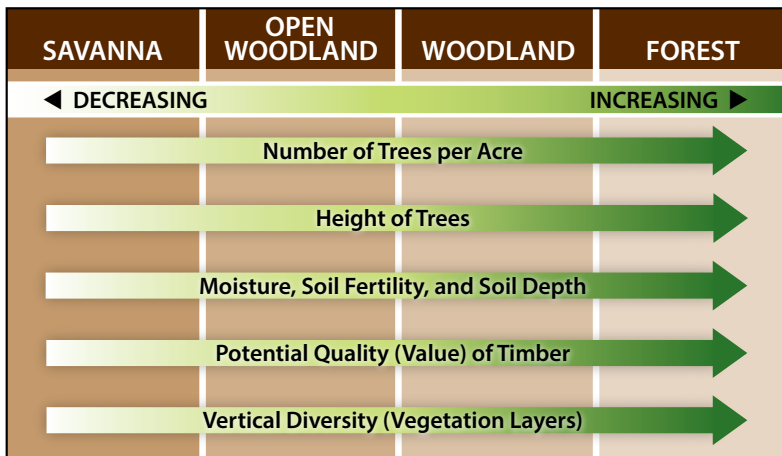 SAVANNA
OPEN
WOODLAND
WOODLAND
FOREST
◀ DECREASING
INCREASING ▶
Number of Trees per Acre
Height of Trees
Moisture, Soil Fertility, and Soil Depth
Potential Quality (Value) of Timber
Vertical Diversity (Vegetation Layers)